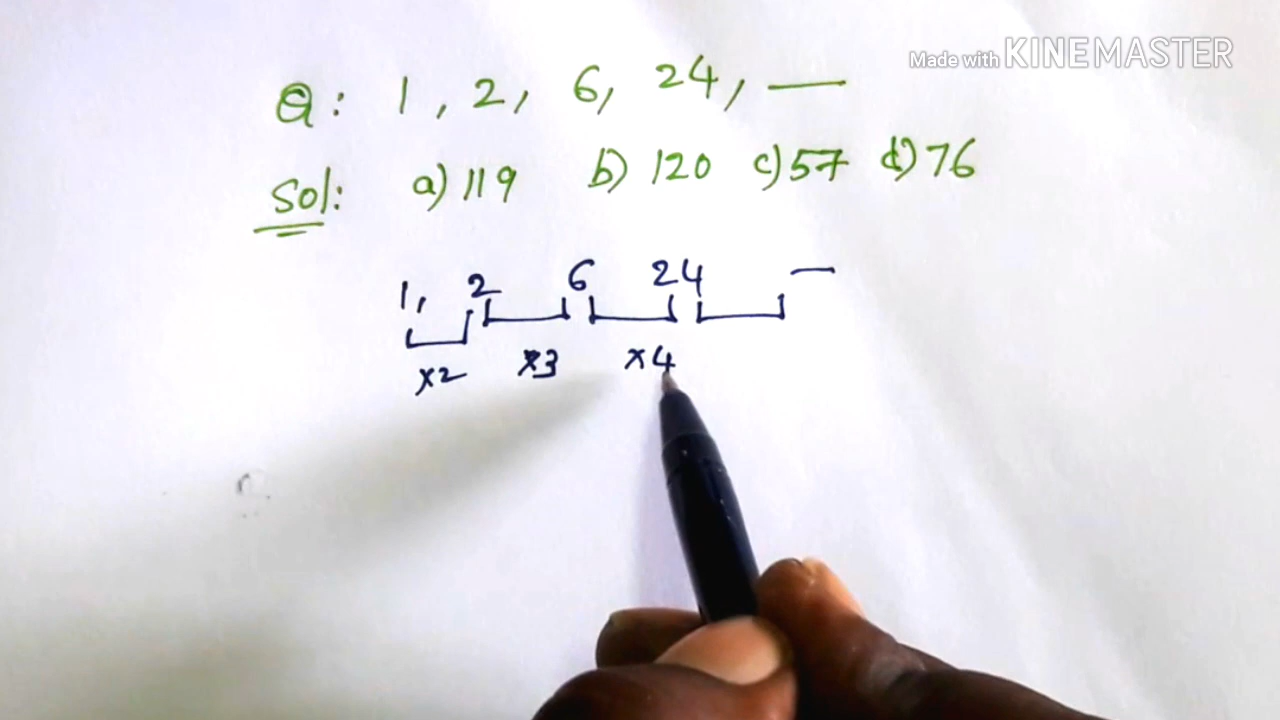 Made with KINEMASTER
Q: 1, 2, 6, 24, —
Sol: a) 119 b) 120 c) 57 d) 76
1, 2 6 24 —
x2 x3 x4